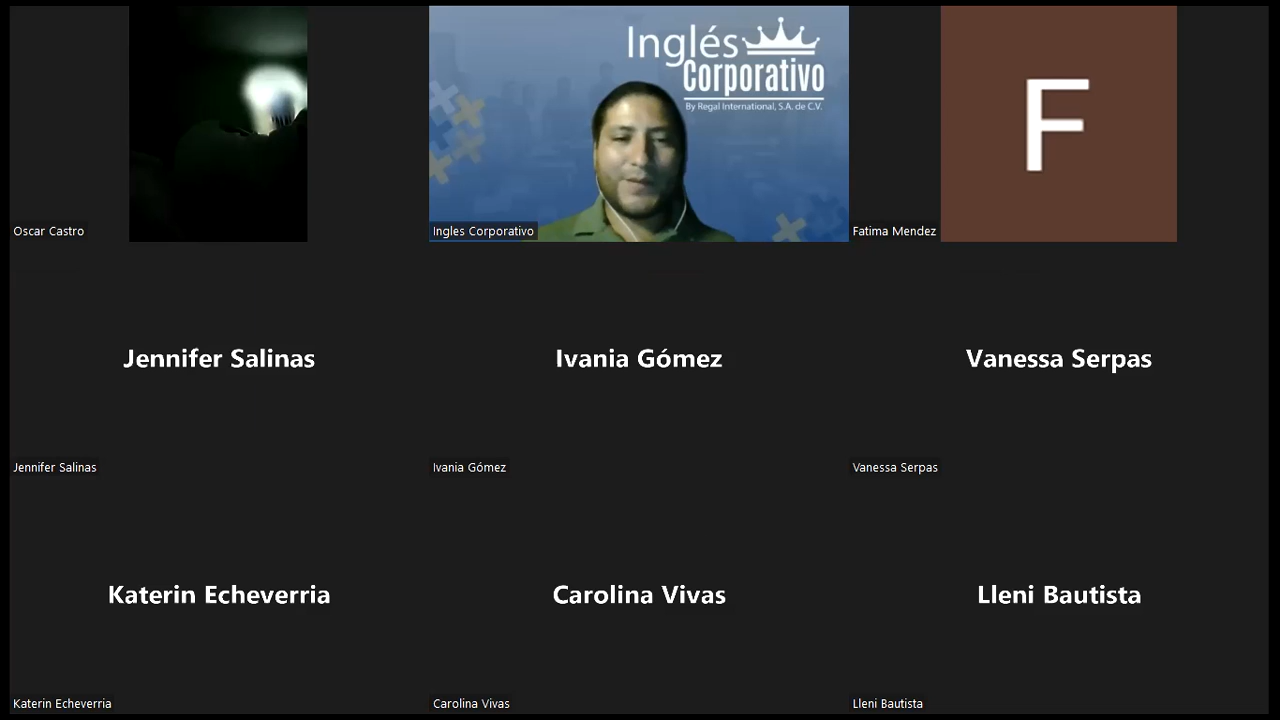 Inglés
Corporativo
By Regal International, S.A. de C.V.
F
Oscar Castro
Ingles Corporativo
Fatima Mendez
Jennifer Salinas
Ivania Gómez
Vanessa Serpas
Jennifer Salinas
Ivania Gómez
Vanessa Serpas
Katerin Echeverria
Carolina Vivas
Lleni Bautista
Katerin Echeverria
Carolina Vivas
Lleni Bautista